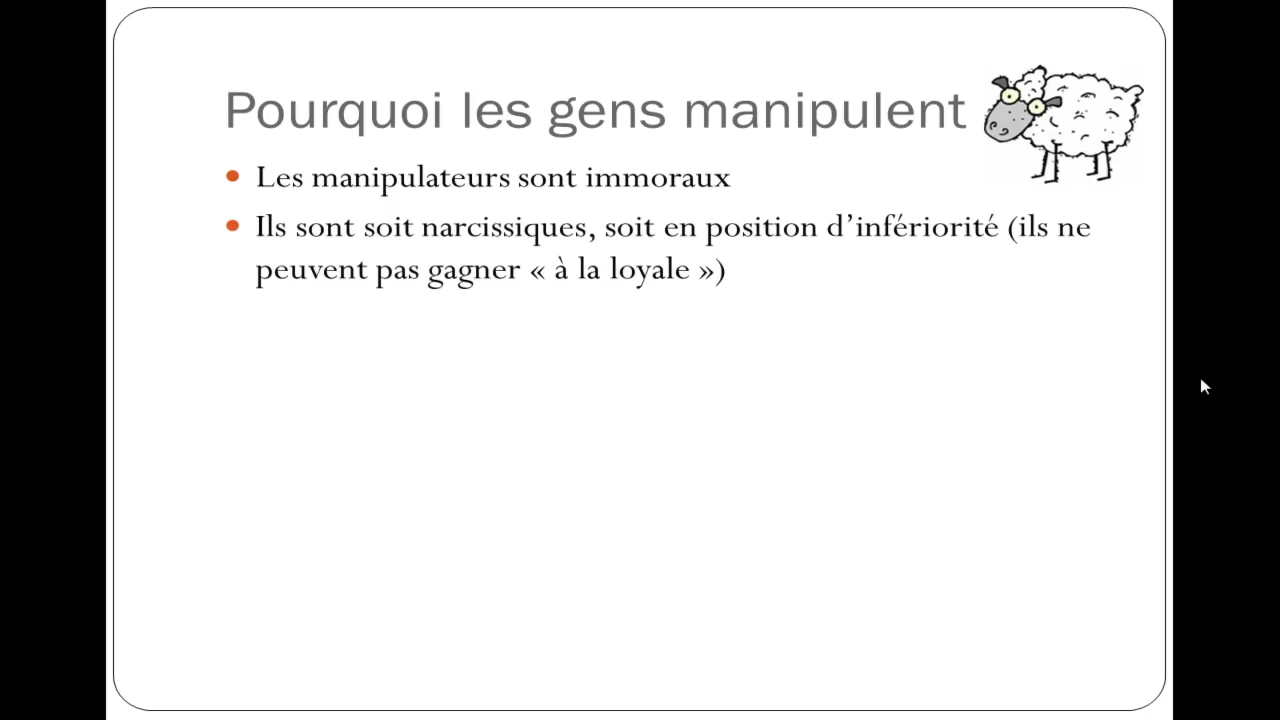 Pourquoi les gens manipulent
Les manipulateurs sont immoraux
Ils sont soit narcissiques, soit en position d’infériorité (ils ne
peuvent pas gagner « à la loyale »)